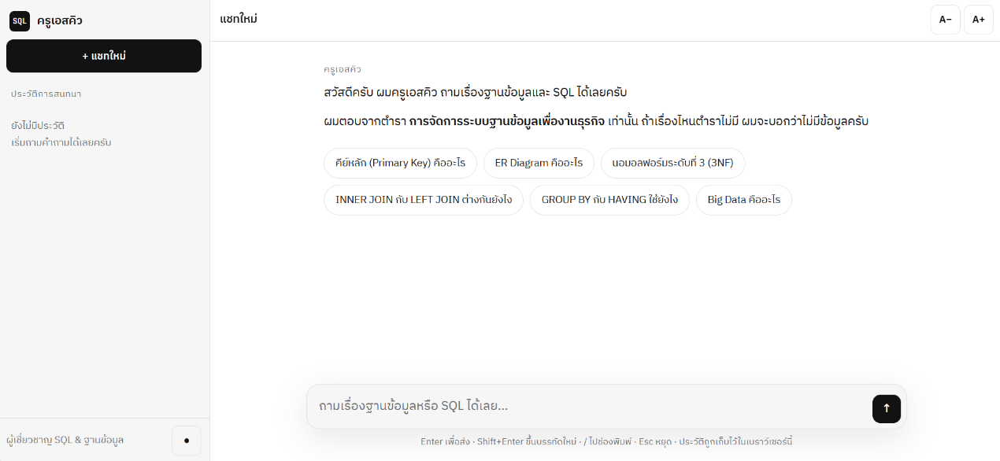 SQL ครูเอสคิว
+ แชทใหม่
ประวัติการสนทนา
ยังไม่มีประวัติ
เริ่มถามคำถามได้เลยครับ
ผู้เชี่ยวชาญ SQL & ฐานข้อมูล
แชทใหม่
A− A+
ครูเอสคิว
สวัสดีครับ ผมครูเอสคิว ถามเรื่องฐานข้อมูลและ SQL ได้เลยครับ
ผมตอบจากตำรา การจัดการระบบฐานข้อมูลเพื่องานธุรกิจ เท่านั้น ถ้าเรื่องไหนตำราไม่มี ผมจะบอกว่าไม่มีข้อมูลครับ
คีย์หลัก (Primary Key) คืออะไร ER Diagram คืออะไร นอมอลฟอร์มระดับที่ 3 (3NF)
INNER JOIN กับ LEFT JOIN ต่างกันยังไง GROUP BY กับ HAVING ใช้ยังไง Big Data คืออะไร
ถามเรื่องฐานข้อมูลหรือ SQL ได้เลย...
↑
Enter เพื่อส่ง · Shift+Enter ขึ้นบรรทัดใหม่ · / ไปช่องพิมพ์ · Esc หยุด · ประวัติถูกเก็บไว้ในเบราว์เซอร์นี้